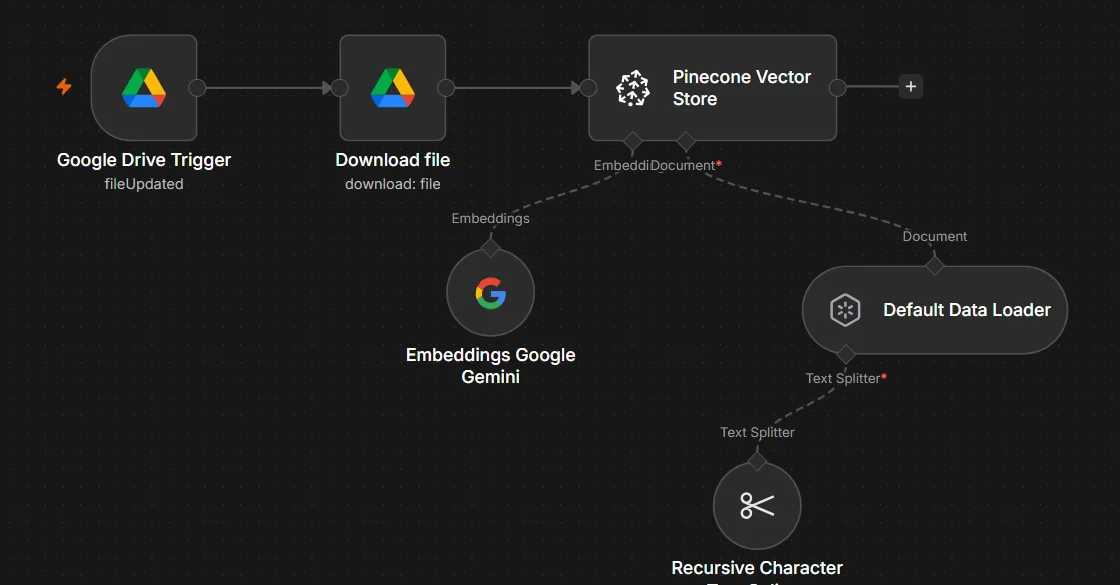 Google Drive Trigger
fileUpdated
Download file
download: file
Pinecone Vector
Store
Document*
Embeddings
Embeddings Google
Gemini
Document
Default Data Loader
Text Splitter*
Text Splitter
Recursive Character